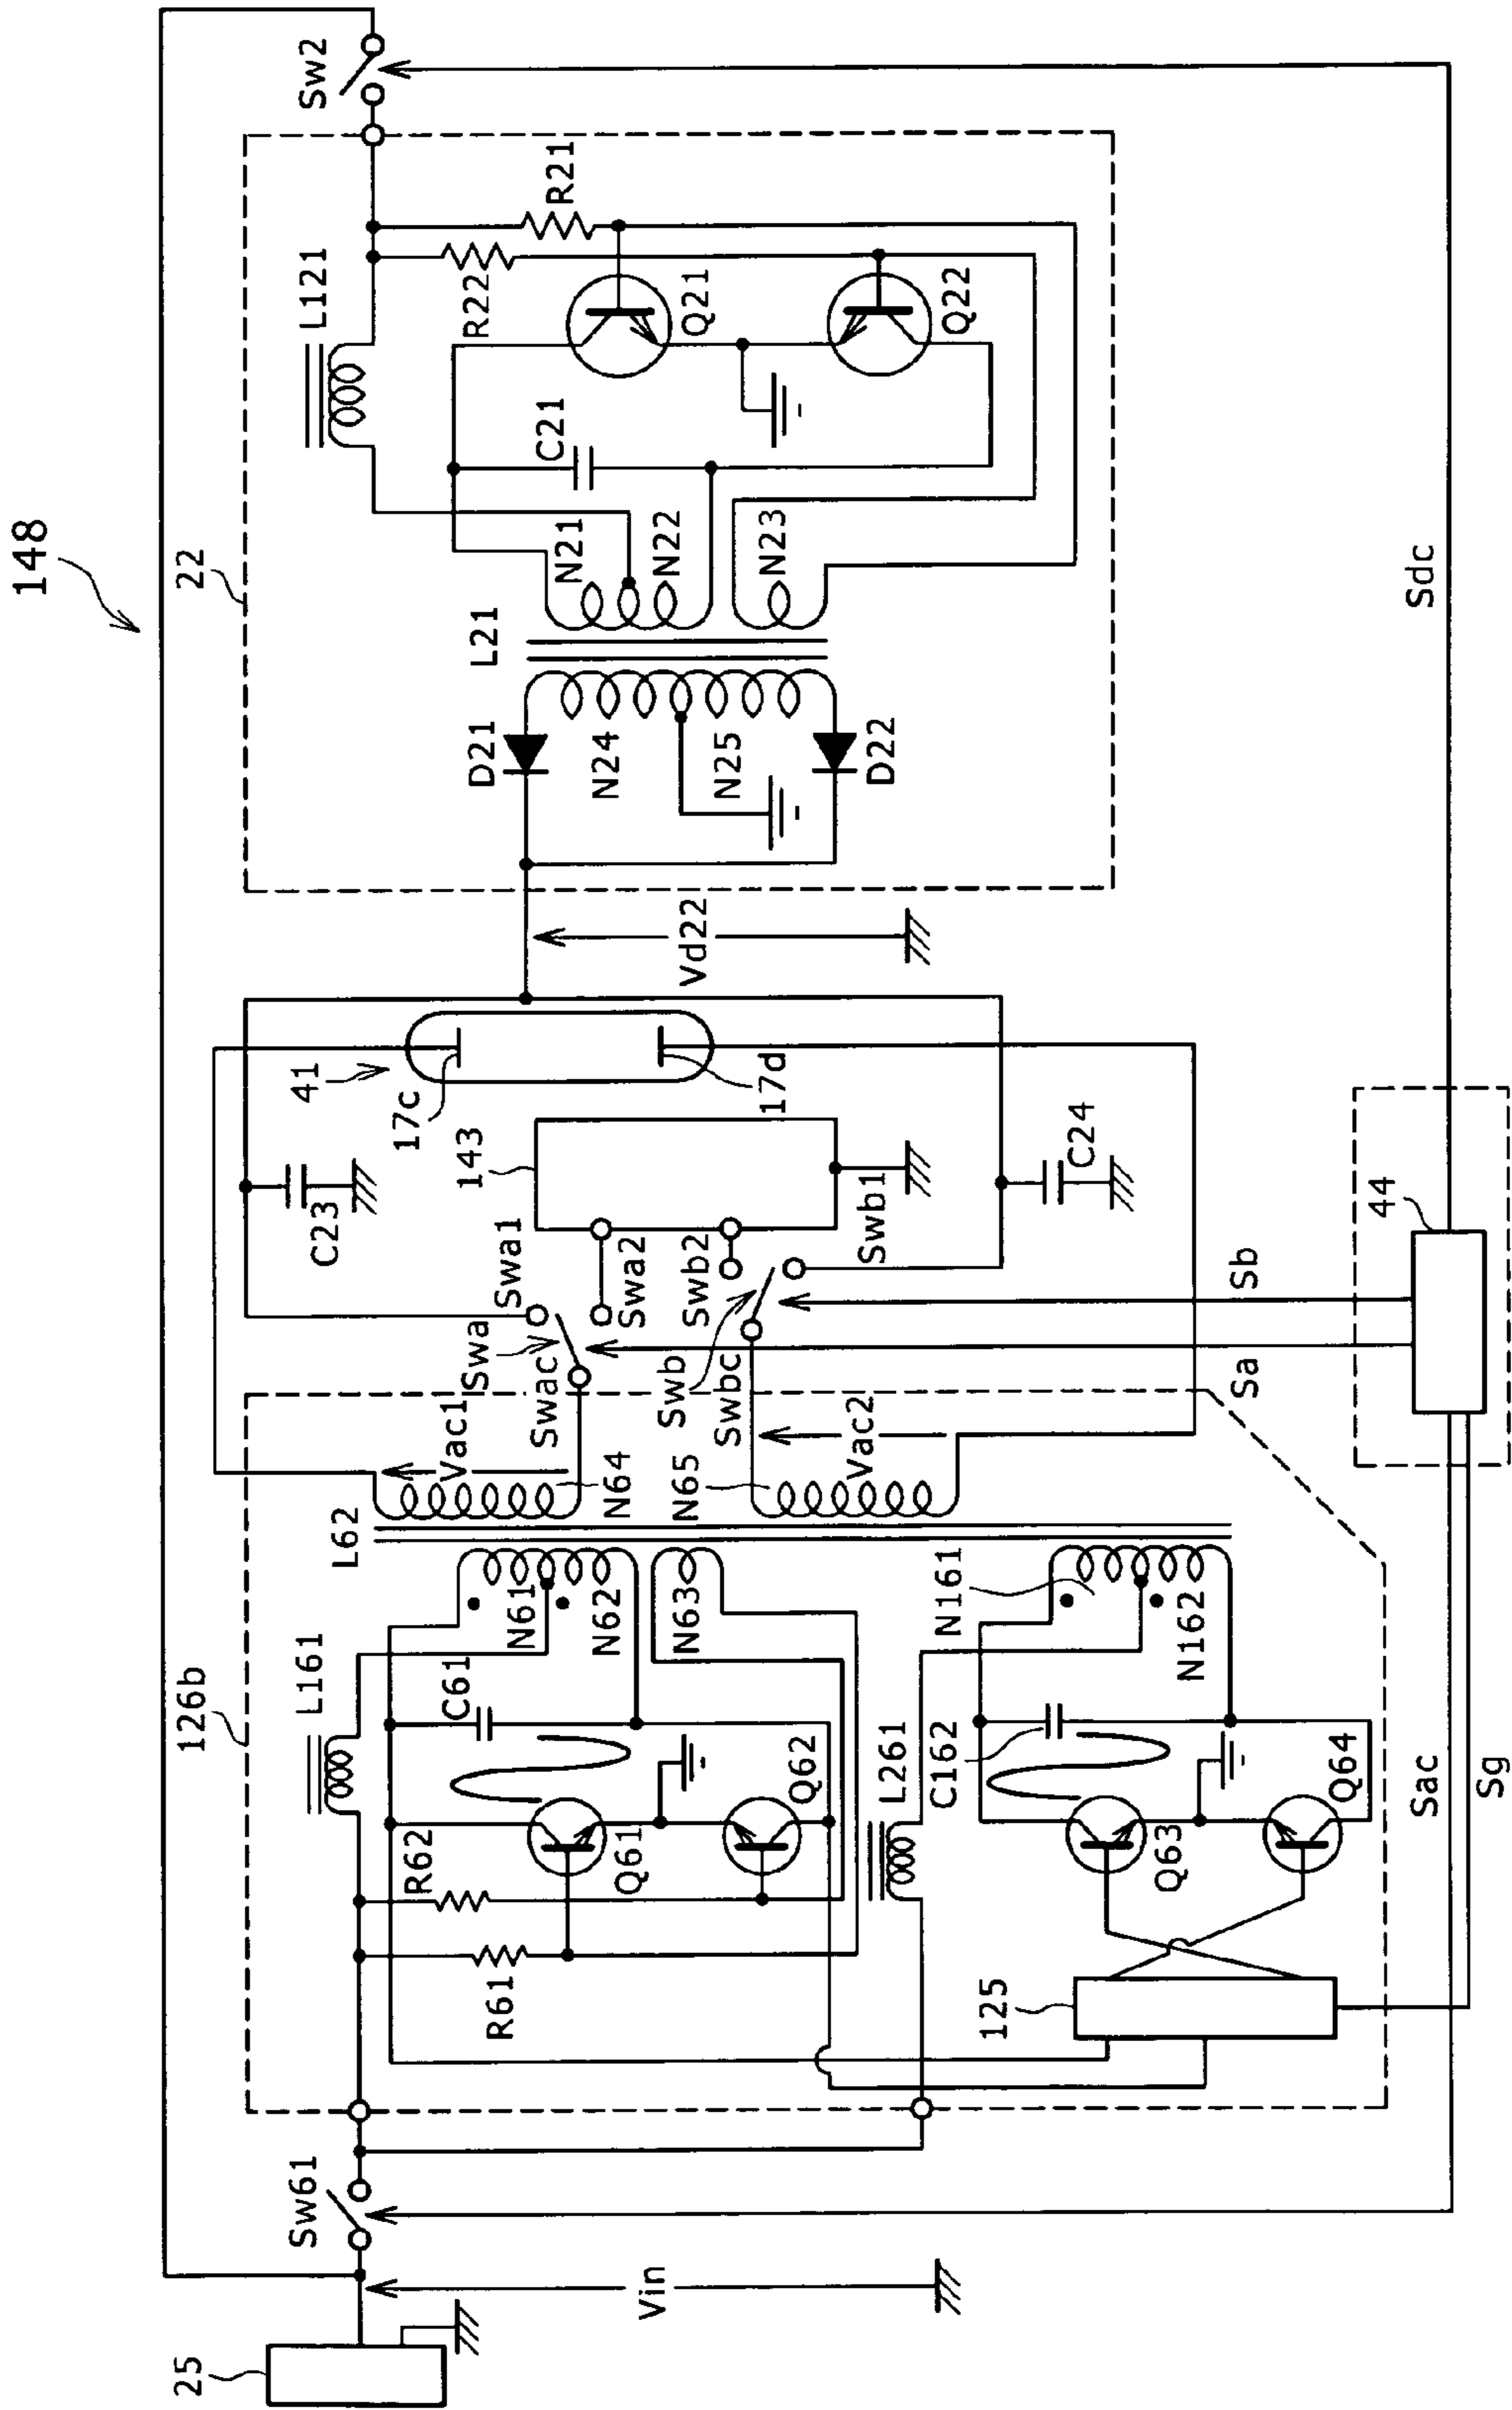 148
Sw2
22
L121
R21
R22
Q21
Q22
C21
N21
N22
N23
L21
D21
N24
N25
D22
Vd22
Sdc
41
17c
17d
143
C23
C24
Swa1
Swa2
Swb2
Swb1
Swa
Swac
Swb
Swbc
Sb
Sa
44
Vac1
Vac2
N64
N65
L62
126b
L161
N61
N62
N63
N161
N162
C61
C162
L261
Q61
Q62
Q63
Q64
R62
R61
125
Sac
Sg
Sw61
Vin
25